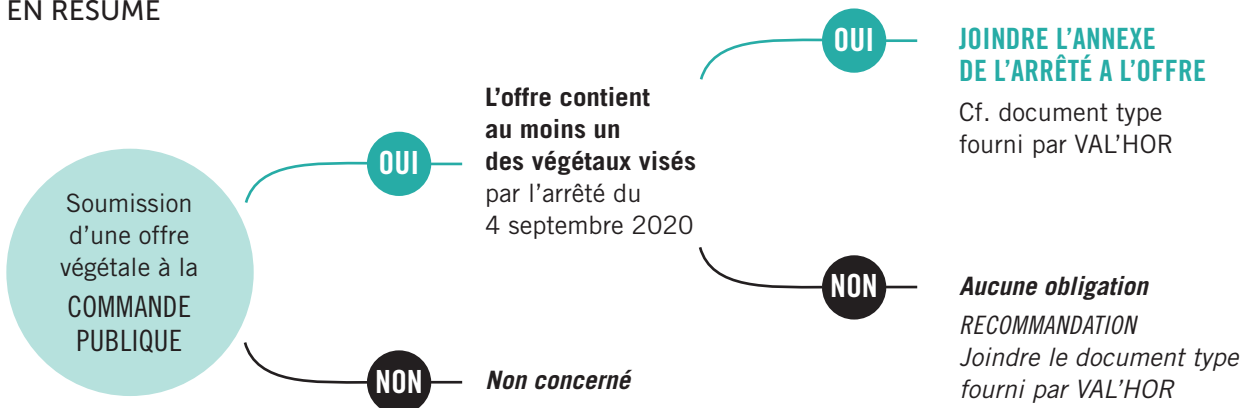 EN RÉSUMÉ
Soumission
d'une offre
végétale à la
COMMANDE
PUBLIQUE
OUI
L'offre contient
au moins un
des végétaux visés
par l'arrêté du
4 septembre 2020
OUI
JOINDRE L'ANNEXE
DE L'ARRÊTÉ A L'OFFRE
Cf. document type
fourni par VAL'HOR
NON
Aucune obligation
RECOMMANDATION
Joindre le document type
fourni par VAL'HOR
NON
Non concerné